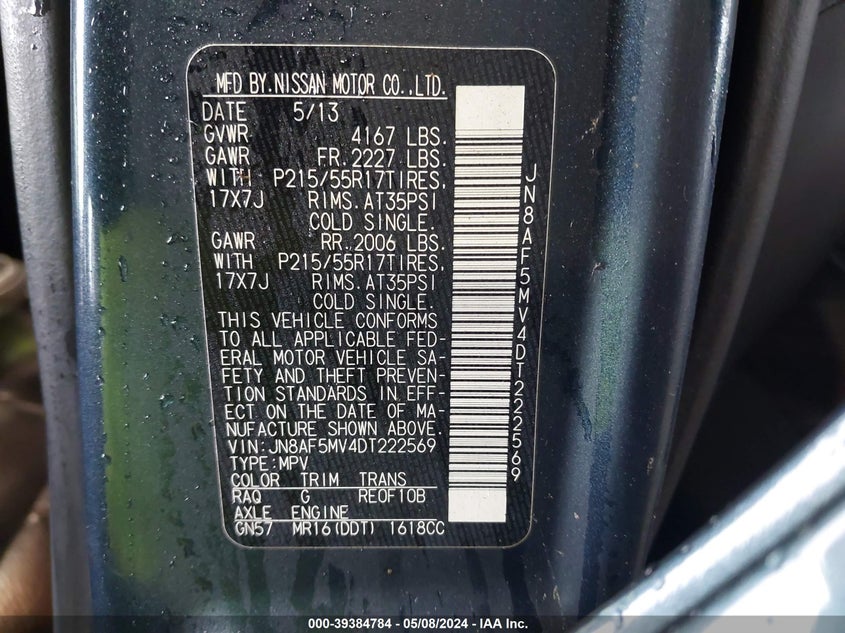 MFD BY.NISSAN MOTOR CO.,LTD.
DATE 5/13
GVWR 4167 LBS.
GAWR FR.2227 LBS.
WITH P215/55R17TIRES,
17X7J RIMS.AT35PSI
COLD SINGLE.
GAWR RR.2006 LBS.
WITH P215/55R17TIRES,
17X7J RIMS.AT35PSI
COLD SINGLE.
THIS VEHICLE CONFORMS
TO ALL APPLICABLE FED-
ERAL MOTOR VEHICLE SA-
FETY AND THEFT PREVEN-
TION STANDARDS IN EFF-
ECT ON THE DATE OF MA-
NUFACTURE SHOWN ABOVE.
VIN:JN8AF5MV4DT222569
TYPE:MPV
COLOR TRIM TRANS
RAQ G RE0F10B
AXLE ENGINE
GN57 MR16(DDT) 1618CC
JN8AF5MV4DT222569
000-39384784 - 05/08/2024 - IAA Inc.